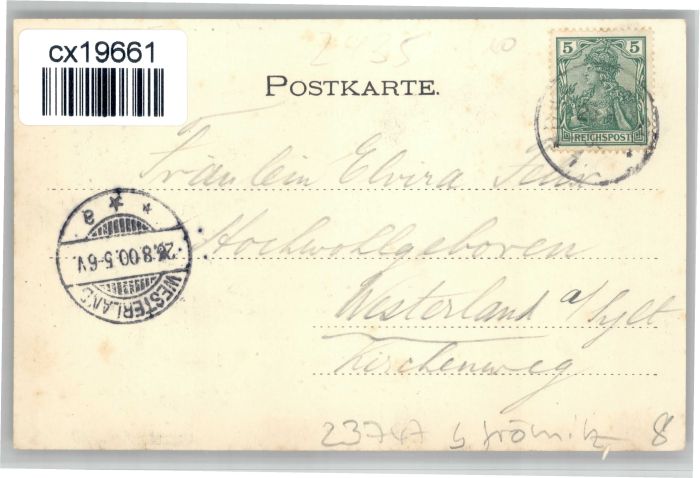 cx19661
2435
POSTKARTE.
5 5
REICHSPOST
Fräulein Elvira
Hochwohlgeboren
Westerland a/Sylt
Kirchenweg
WESTERLAND
8.00.5-6V.
a
23747
8